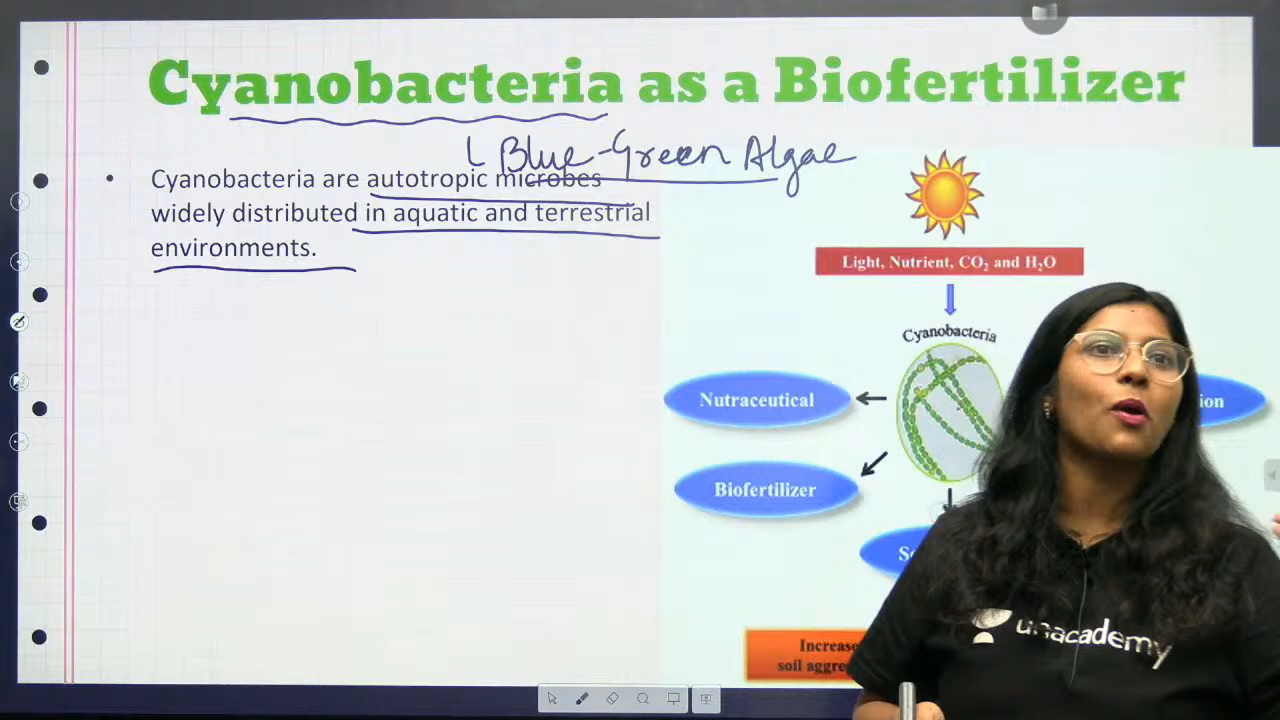 Cyanobacteria as a Biofertilizer
Blue-Green Algae
• Cyanobacteria are autotropic microbes
widely distributed in aquatic and terrestrial
environments.
Light, Nutrient, CO₂ and H₂O
Cyanobacteria
Nutraceutical
Biofertilizer
Increase
unacademy